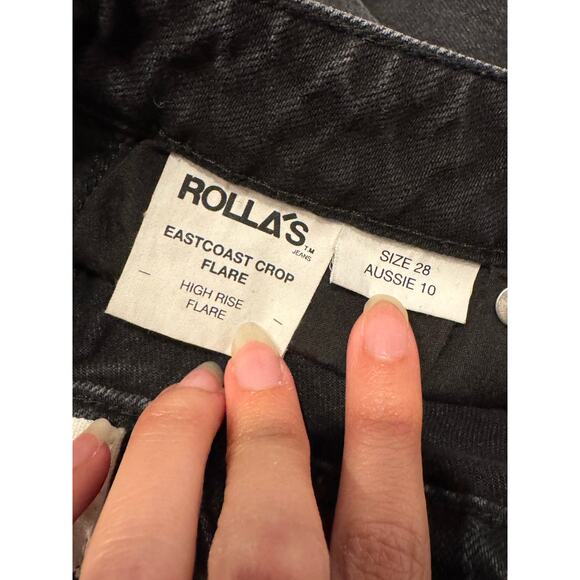 ROLLA'S TM
JEANS
EASTCOAST CROP
FLARE
HIGH RISE
FLARE
SIZE 28
AUSSIE 10